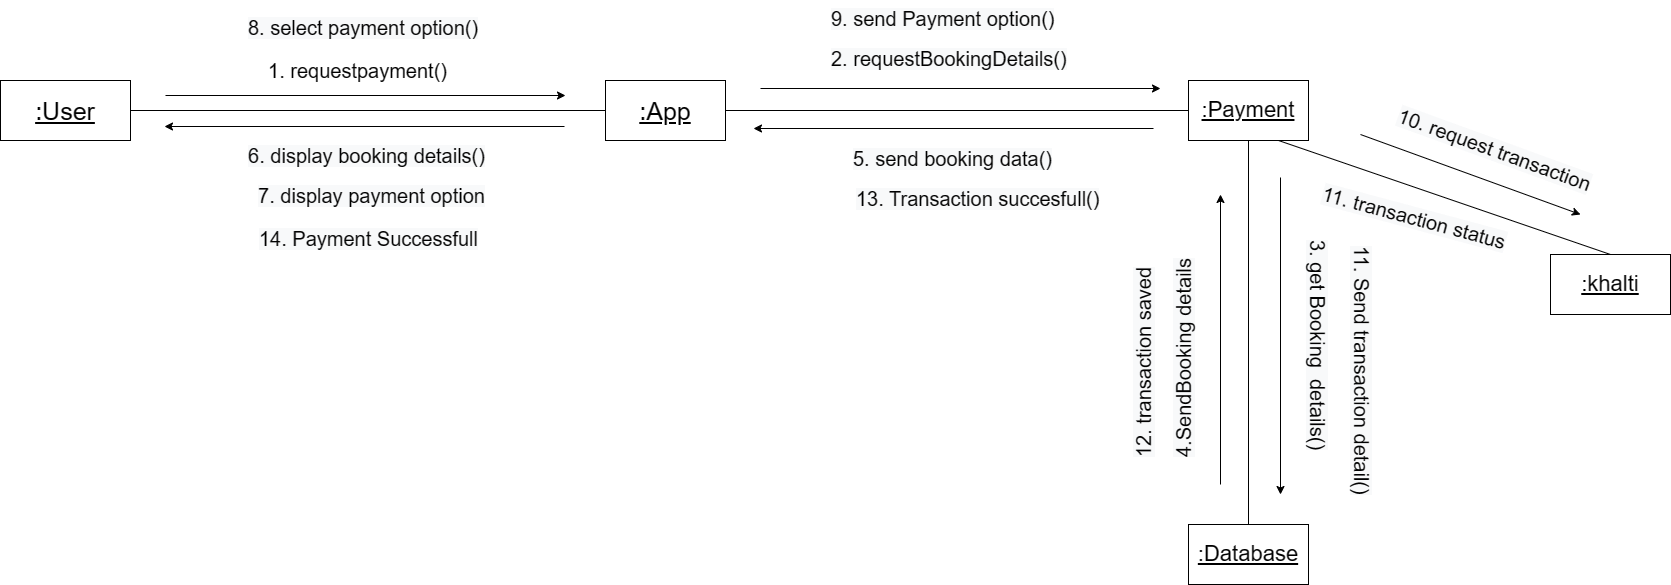 8. select payment option()
1. requestpayment()
9. send Payment option()
2. requestBookingDetails()
:User
:App
:Payment
10. request transaction
6. display booking details()
7. display payment option
14. Payment Successfull
5. send booking data()
13. Transaction succesfull()
11. transaction status
:khalti
12. transaction saved
4.SendBooking details
3. get Booking details()
11. Send transaction detail()
:Database